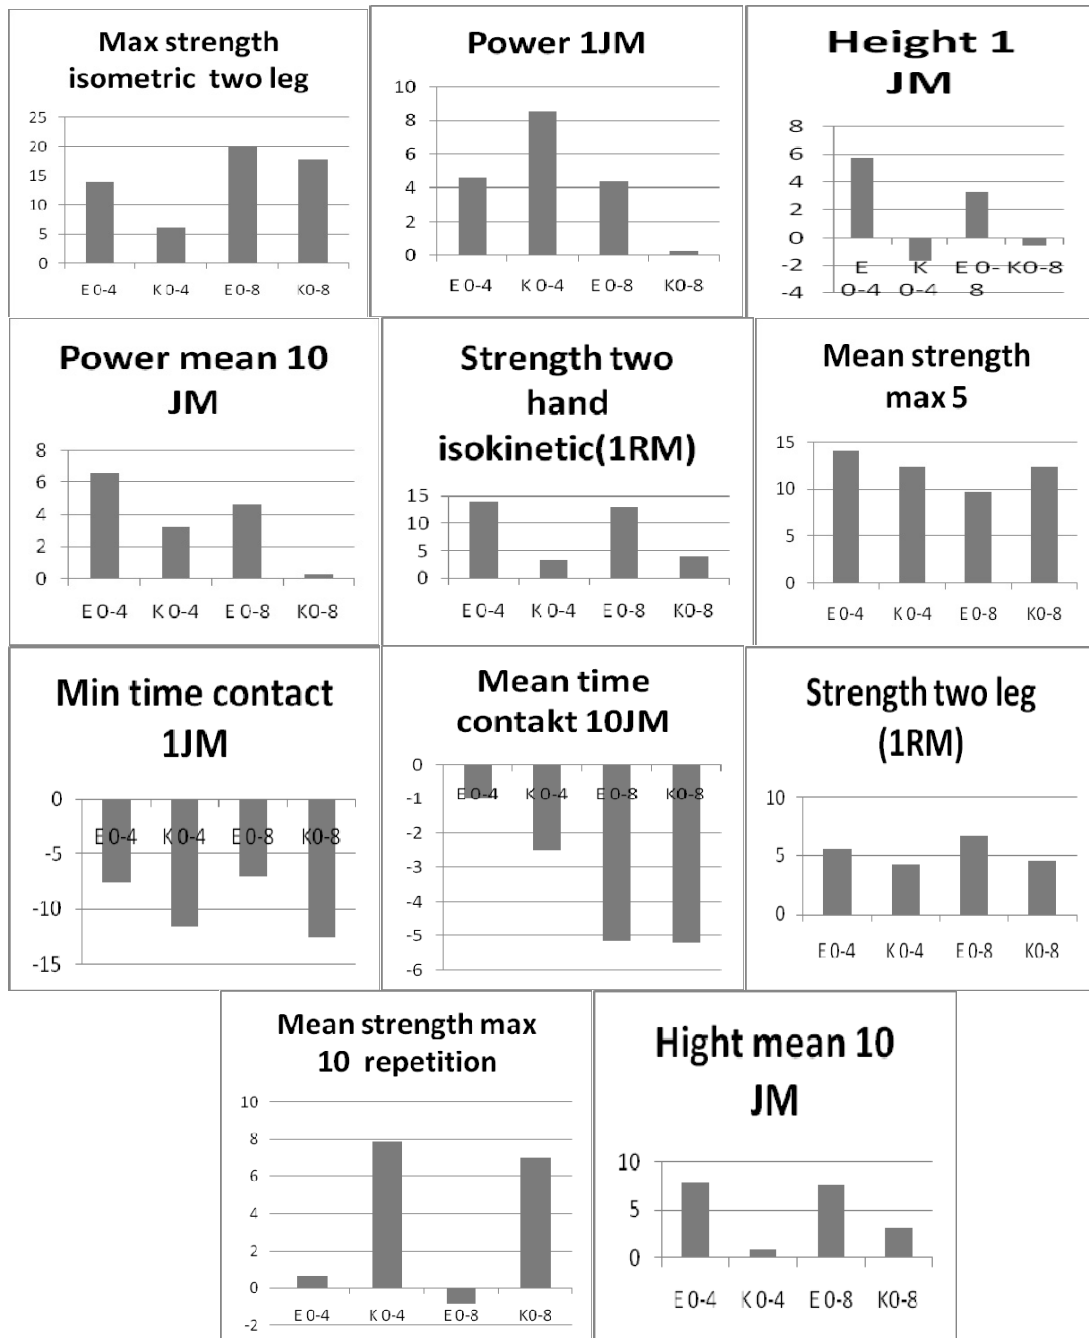 Max strength
isometric two leg
25
20
15
10
5
0
E 0-4 K 0-4 E 0-8 K0-8
Power 1JM
10
8
6
4
2
0
E 0-4 K 0-4 E 0-8 K0-8
Height 1
JM
8
6
4
2
0
-2
-4
E K E 0- K0-8
0-4 0-4 8
Power mean 10
JM
8
6
4
2
0
E 0-4 K 0-4 E 0-8 K0-8
Strength two
hand
isokinetic(1RM)
15
10
5
0
E 0-4 K 0-4 E 0-8 K0-8
Mean strength
max 5
15
10
5
0
E 0-4 K 0-4 E 0-8 K0-8
Min time contact
1JM
0
E 0-4 K 0-4 E 0-8 K0-8
-5
-10
-15
Mean time
contakt 10JM
0
E 0-4 K 0-4 E 0-8 K0-8
-1
-2
-3
-4
-5
-6
Strength two leg
(1RM)
10
5
0
E 0-4 K 0-4 E 0-8 K0-8
Mean strength max
10 repetition
10
8
6
4
2
0
E 0-4 K 0-4 E 0-8 K0-8
-2
Hight mean 10
JM
10
5
0
E 0-4 K 0-4 E 0-8 K0-8